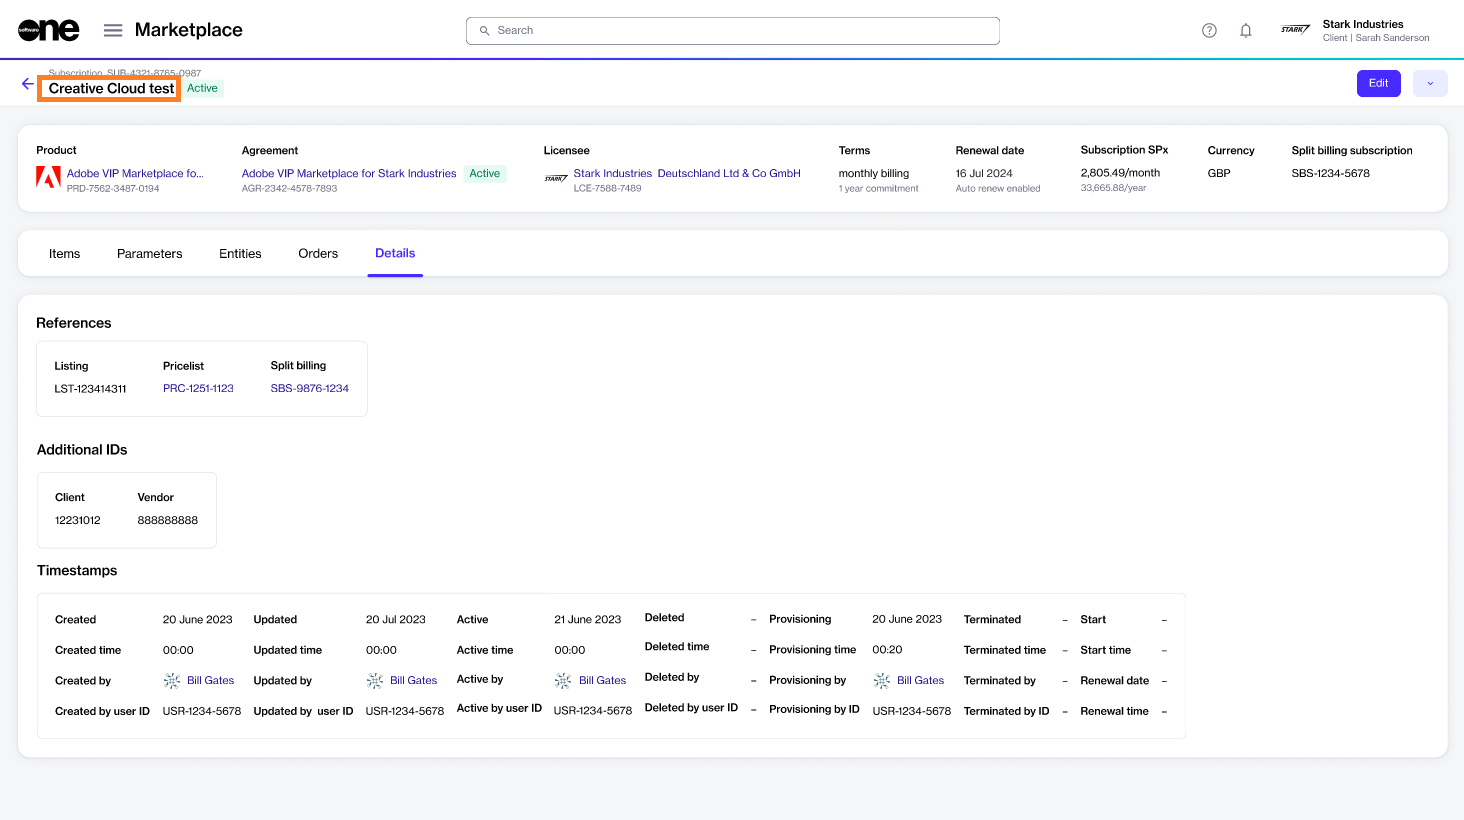 software one
Marketplace
Search
Stark Industries
Client | Sarah Sanderson
STARK
Subscription SUB-4321-8765-0987
Creative Cloud test Active
Edit
Product
Adobe VIP Marketplace fo...
PRD-7562-3487-0194
Agreement
Adobe VIP Marketplace for Stark Industries Active
AGR-2342-4578-7893
Licensee
STARK Stark Industries Deutschland Ltd & Co GmbH
LCE-7588-7489
Terms
monthly billing
1 year commitment
Renewal date
16 Jul 2024
Auto renew enabled
Subscription SPx
2,805.49/month
33,665.88/year
Currency
GBP
Split billing subscription
SBS-1234-5678
Items Parameters Entities Orders Details
References
Listing Pricelist Split billing
LST-123414311 PRC-1251-1123 SBS-9876-1234
Additional IDs
Client Vendor
12231012 888888888
Timestamps
Created 20 June 2023 Updated 20 Jul 2023 Active 21 June 2023 Deleted – Provisioning 20 June 2023 Terminated – Start –
Created time 00:00 Updated time 00:00 Active time 00:00 Deleted time – Provisioning time 00:20 Terminated time – Start time –
Created by Bill Gates Updated by Bill Gates Active by Bill Gates Deleted by – Provisioning by Bill Gates Terminated by – Renewal date –
Created by user ID USR-1234-5678 Updated by user ID USR-1234-5678 Active by user ID USR-1234-5678 Deleted by user ID – Provisioning by ID USR-1234-5678 Terminated by ID – Renewal time –